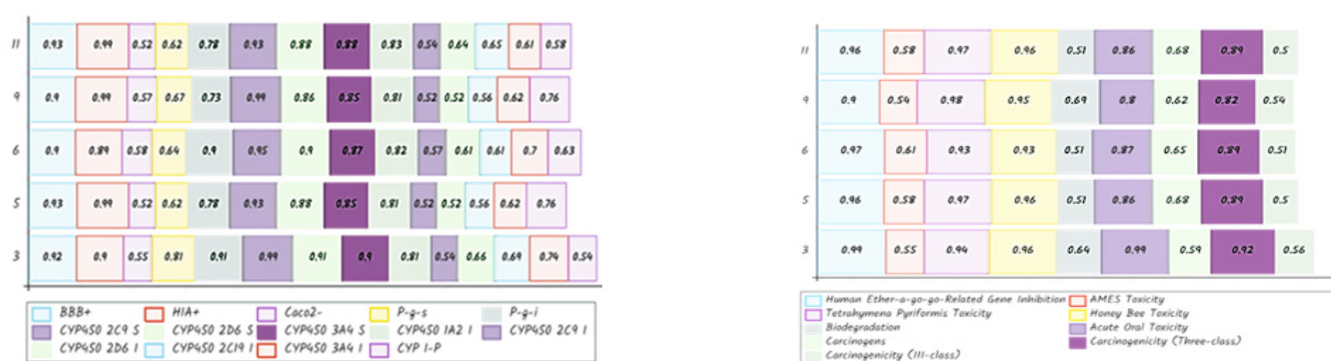 11 0.93 0.99 0.52 0.62 0.78 0.93 0.88 0.88 0.83 0.54 0.64 0.65 0.61 0.58
9 0.9 0.99 0.57 0.67 0.73 0.99 0.86 0.85 0.81 0.52 0.52 0.56 0.62 0.76
6 0.9 0.89 0.58 0.64 0.9 0.95 0.9 0.87 0.82 0.57 0.61 0.61 0.7 0.63
5 0.93 0.99 0.52 0.62 0.78 0.93 0.88 0.85 0.81 0.52 0.52 0.56 0.62 0.76
3 0.92 0.9 0.55 0.81 0.91 0.99 0.91 0.9 0.81 0.54 0.66 0.69 0.74 0.54
BBB+ HIA+ Caco2- P-g-s P-g-i
CYP450 2C9 S CYP450 2D6 S CYP450 3A4 S CYP450 1A2 I CYP450 2C9 I
CYP450 2D6 I CYP450 2C19 I CYP450 3A4 I CYP I-P
11 0.96 0.58 0.97 0.96 0.51 0.86 0.68 0.89 0.5
9 0.9 0.54 0.98 0.95 0.69 0.8 0.62 0.82 0.54
6 0.97 0.61 0.93 0.93 0.51 0.87 0.65 0.89 0.51
5 0.96 0.58 0.97 0.96 0.51 0.86 0.68 0.89 0.5
3 0.99 0.55 0.94 0.96 0.64 0.99 0.59 0.92 0.56
Human Ether-a-go-go-Related Gene Inhibition AMES Toxicity
Tetrahymena Pyriformis Toxicity Honey Bee Toxicity
Biodegradation Acute Oral Toxicity
Carcinogens Carcinogenicity (Three-class)
Carcinogenicity (III-class)